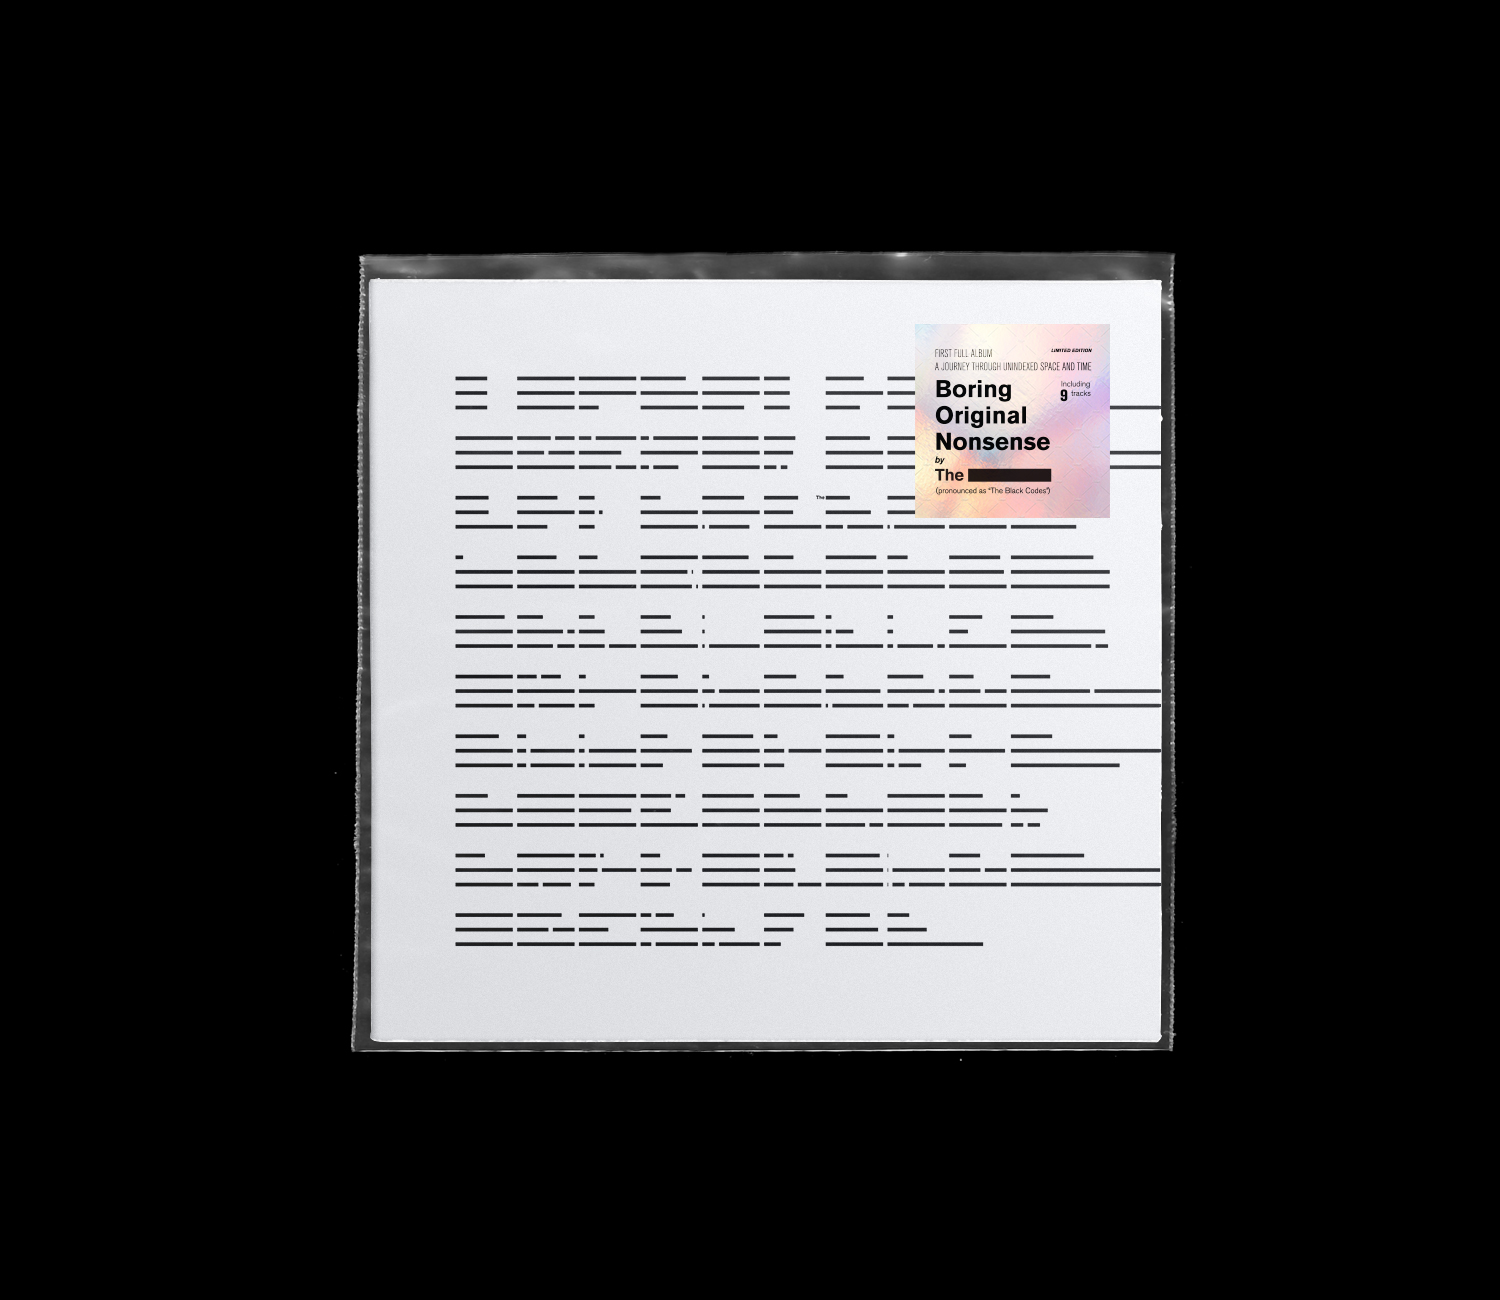 FIRST FULL ALBUM
LIMITED EDITION
A JOURNEY THROUGH UNINDEXED SPACE AND TIME
Boring
Original
Nonsense
Including
9 tracks
by
The
(pronounced as “The Black Codes”)
The